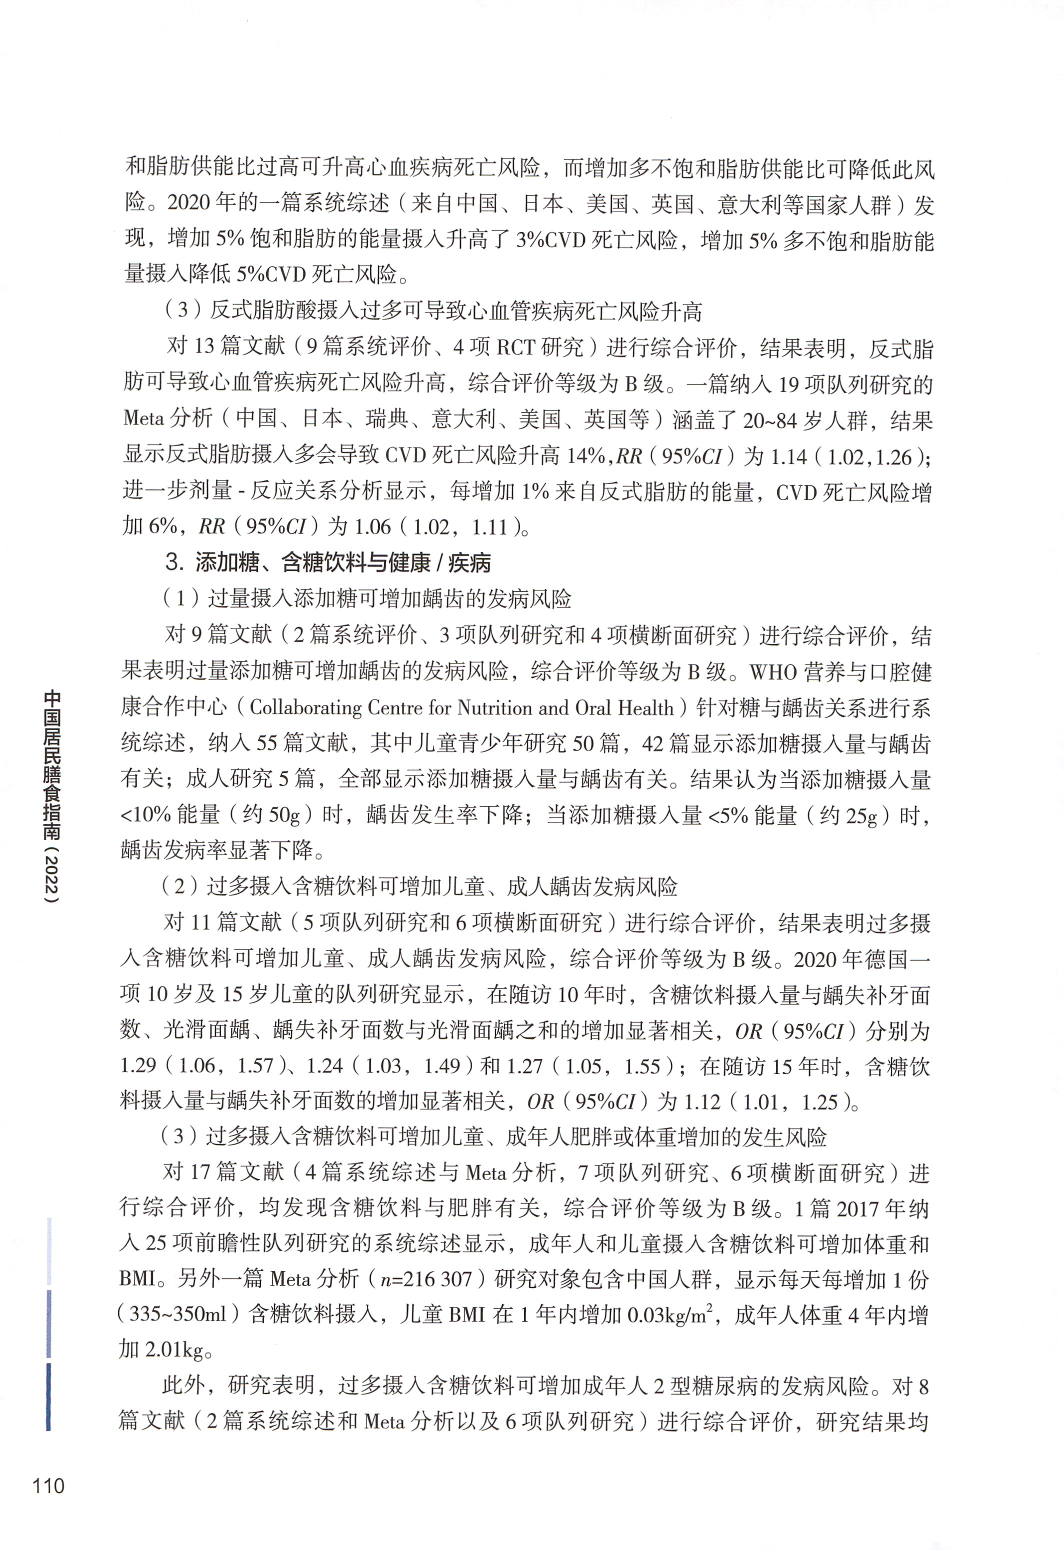 和脂肪供能比过高可升高心血疾病死亡风险，而增加多不饱和脂肪供能比可降低此风
险。2020 年的一篇系统综述（来自中国、日本、美国、英国、意大利等国家人群）发
现，增加 5% 饱和脂肪的能量摄入升高了 3%CVD 死亡风险，增加 5% 多不饱和脂肪能
量摄入降低 5%CVD 死亡风险。
（3）反式脂肪酸摄入过多可导致心血管疾病死亡风险升高
对 13 篇文献（9 篇系统评价、4 项 RCT 研究）进行综合评价，结果表明，反式脂
肪可导致心血管疾病死亡风险升高，综合评价等级为 B 级。一篇纳入 19 项队列研究的
Meta 分析（中国、日本、瑞典、意大利、美国、英国等）涵盖了 20~84 岁人群，结果
显示反式脂肪摄入多会导致 CVD 死亡风险升高 14%，RR（95%CI）为 1.14（1.02，1.26）；
进一步剂量 - 反应关系分析显示，每增加 1% 来自反式脂肪的能量，CVD 死亡风险增
加 6%，RR（95%CI）为 1.06（1.02，1.11）。
3. 添加糖、含糖饮料与健康 / 疾病
（1）过量摄入添加糖可增加龋齿的发病风险
对 9 篇文献（2 篇系统评价、3 项队列研究和 4 项横断面研究）进行综合评价，结
果表明过量添加糖可增加龋齿的发病风险，综合评价等级为 B 级。WHO 营养与口腔健
康合作中心（Collaborating Centre for Nutrition and Oral Health）针对糖与龋齿关系进行系
统综述，纳入 55 篇文献，其中儿童青少年研究 50 篇，42 篇显示添加糖摄入量与龋齿
有关；成人研究 5 篇，全部显示添加糖摄入量与龋齿有关。结果认为当添加糖摄入量
<10% 能量（约 50g）时，龋齿发生率下降；当添加糖摄入量 <5% 能量（约 25g）时，
龋齿发病率显著下降。
（2）过多摄入含糖饮料可增加儿童、成人龋齿发病风险
对 11 篇文献（5 项队列研究和 6 项横断面研究）进行综合评价，结果表明过多摄
入含糖饮料可增加儿童、成人龋齿发病风险，综合评价等级为 B 级。2020 年德国一
项 10 岁及 15 岁儿童的队列研究显示，在随访 10 年时，含糖饮料摄入量与龋失补牙面
数、光滑面龋、龋失补牙面数与光滑面龋之和的增加显著相关，OR（95%CI）分别为
1.29（1.06，1.57）、1.24（1.03，1.49）和 1.27（1.05，1.55）；在随访 15 年时，含糖饮
料摄入量与龋失补牙面数的增加显著相关，OR（95%CI）为 1.12（1.01，1.25）。
（3）过多摄入含糖饮料可增加儿童、成年人肥胖或体重增加的发生风险
对 17 篇文献（4 篇系统综述与 Meta 分析，7 项队列研究、6 项横断面研究）进
行综合评价，均发现含糖饮料与肥胖有关，综合评价等级为 B 级。1 篇 2017 年纳
入 25 项前瞻性队列研究的系统综述显示，成年人和儿童摄入含糖饮料可增加体重和
BMI。另外一篇 Meta 分析（n=216 307）研究对象包含中国人群，显示每天每增加 1 份
（335~350ml）含糖饮料摄入，儿童 BMI 在 1 年内增加 0.03kg/m²，成年人体重 4 年内增
加 2.01kg。
此外，研究表明，过多摄入含糖饮料可增加成年人 2 型糖尿病的发病风险。对 8
篇文献（2 篇系统综述和 Meta 分析以及 6 项队列研究）进行综合评价，研究结果均
中国居民膳食指南（2022）
110